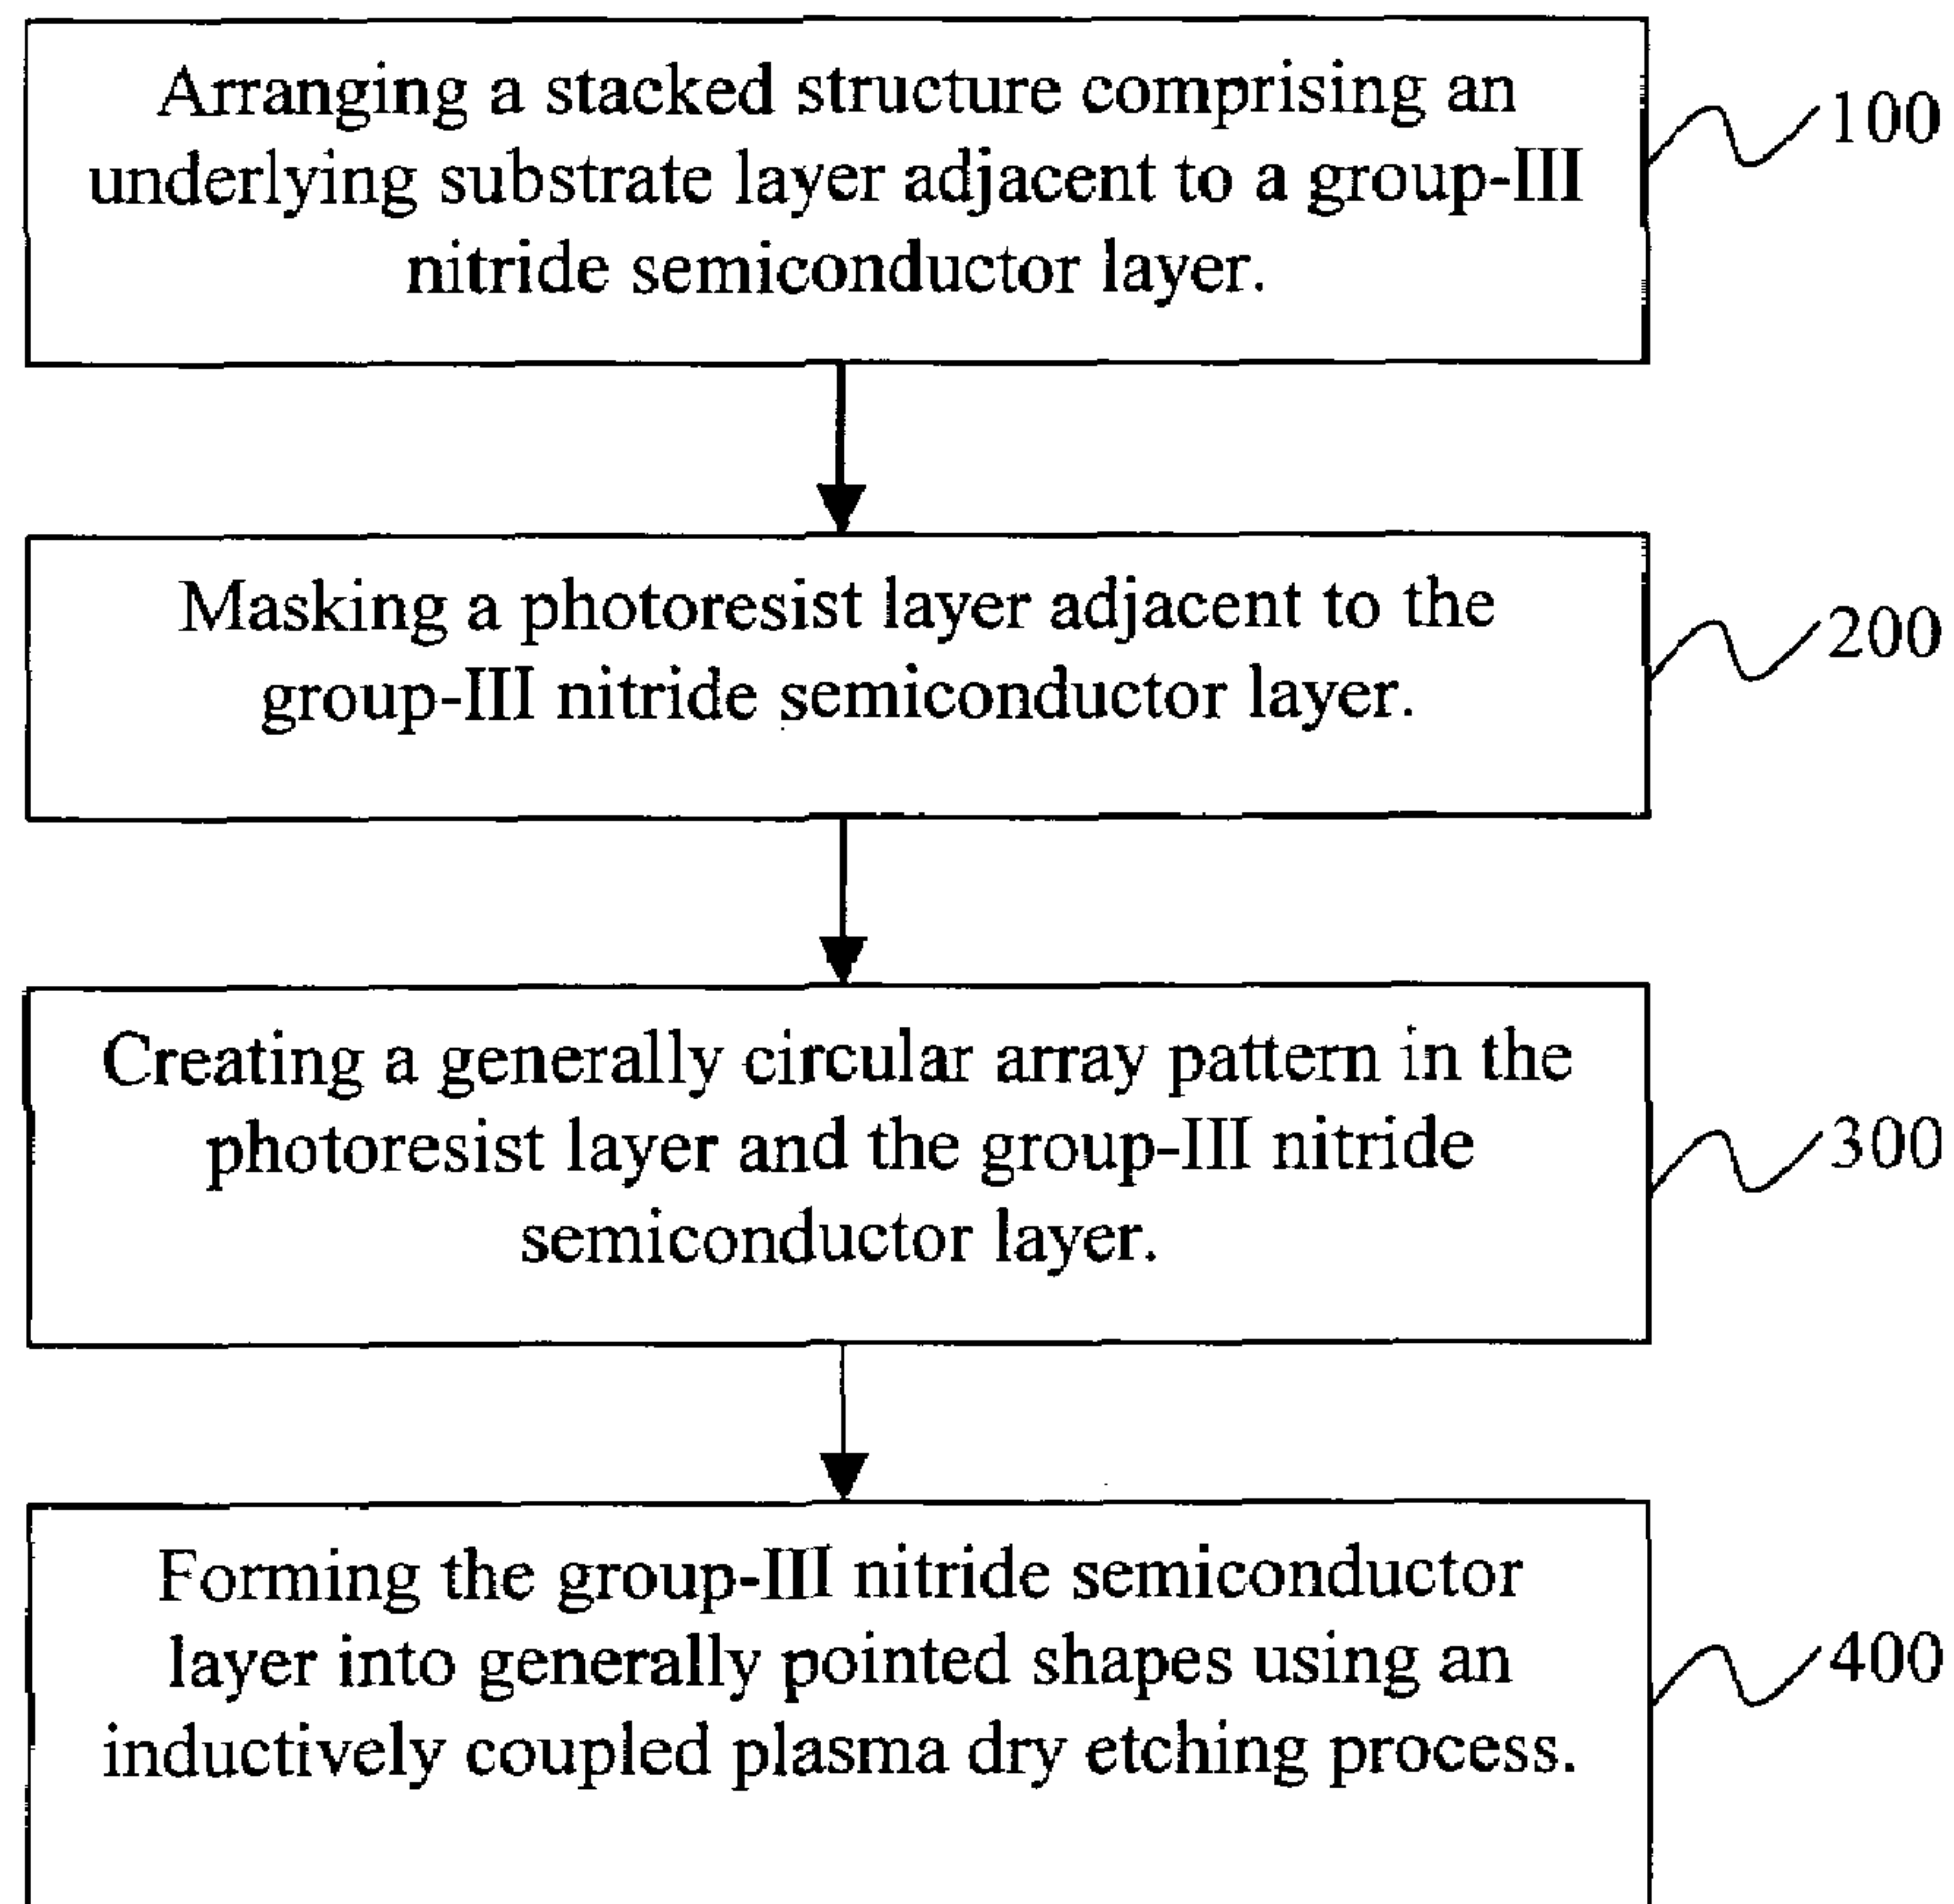 Arranging a stacked structure comprising an
underlying substrate layer adjacent to a group-III
nitride semiconductor layer.
100
Masking a photoresist layer adjacent to the
group-III nitride semiconductor layer.
200
Creating a generally circular array pattern in the
photoresist layer and the group-III nitride
semiconductor layer.
300
Forming the group-III nitride semiconductor
layer into generally pointed shapes using an
inductively coupled plasma dry etching process.
400